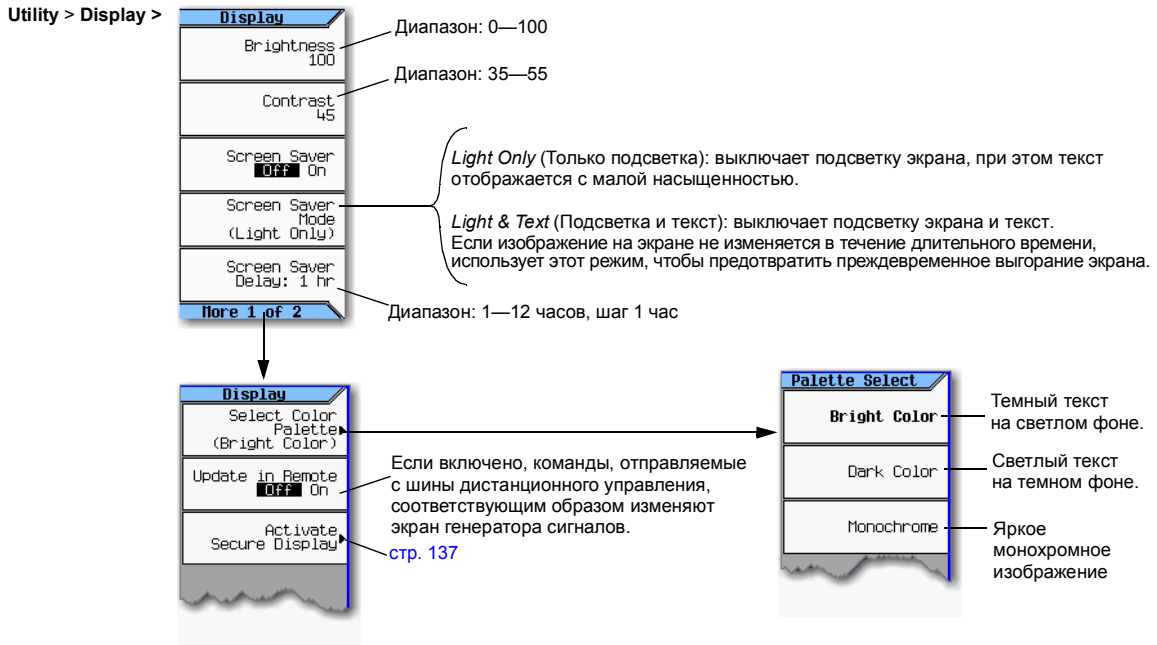 Utility > Display >
Display
Brightness
100
Диапазон: 0—100
Contrast
45
Диапазон: 35—55
Screen Saver
Off On
Screen Saver
Mode
(Light Only)
Light Only (Только подсветка): выключает подсветку экрана, при этом текст
отображается с малой насыщенностью.
Light & Text (Подсветка и текст): выключает подсветку экрана и текст.
Если изображение на экране не изменяется в течение длительного времени,
использует этот режим, чтобы предотвратить преждевременное выгорание экрана.
Screen Saver
Delay: 1 hr
Диапазон: 1—12 часов, шаг 1 час
More 1 of 2
Display
Select Color
Palette
(Bright Color)
Update in Remote
Off On
Если включено, команды, отправляемые
с шины дистанционного управления,
соответствующим образом изменяют
экран генератора сигналов.
Activate
Secure Display
стр. 137
Palette Select
Bright Color
Темный текст
на светлом фоне.
Dark Color
Светлый текст
на темном фоне.
Monochrome
Яркое
монохромное
изображение